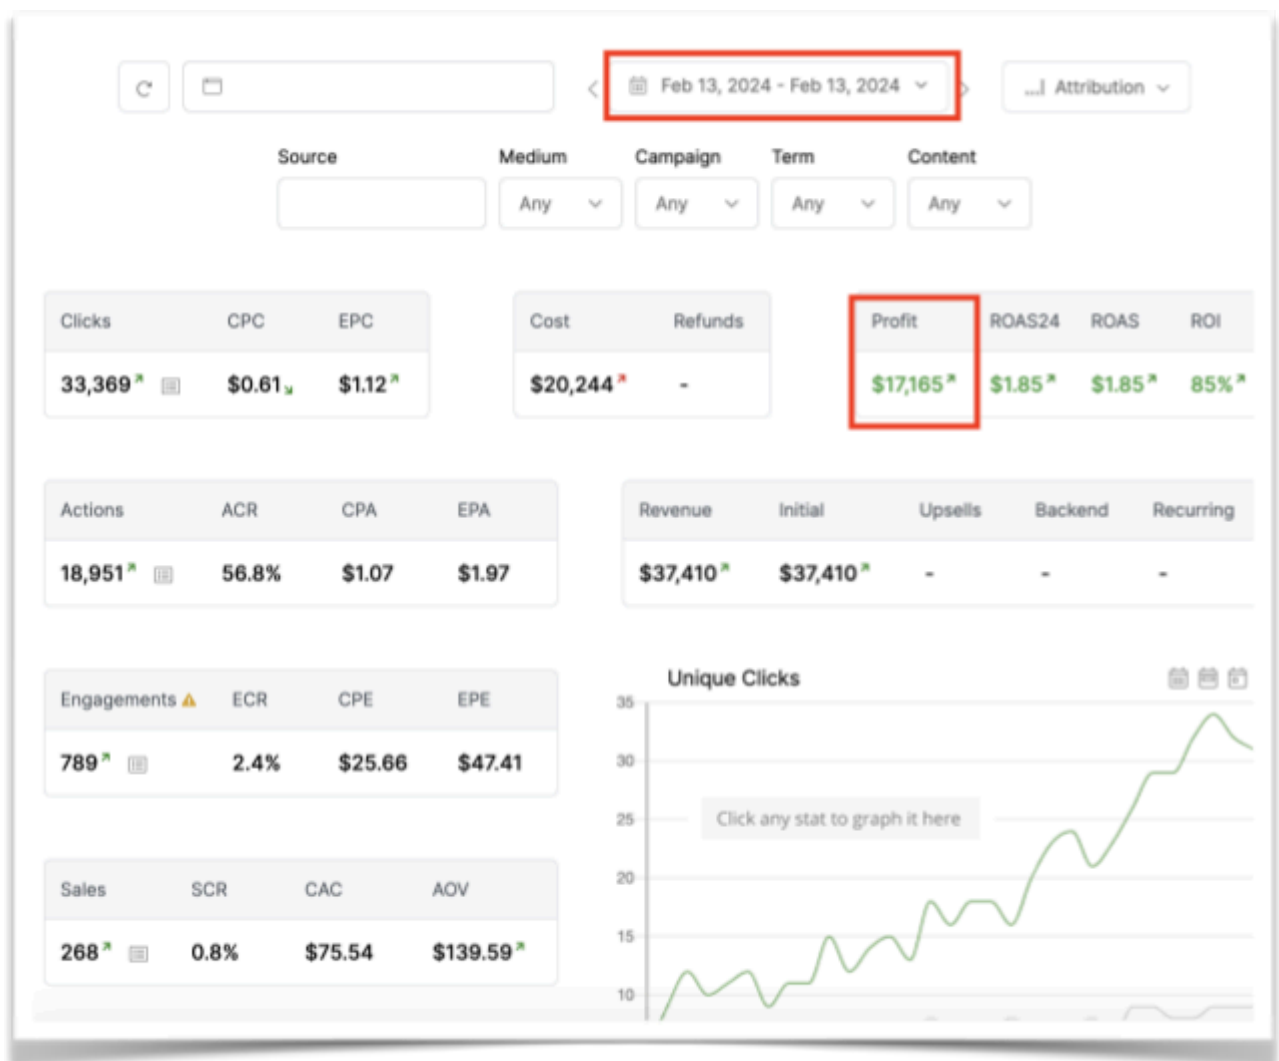 Feb 13, 2024 - Feb 13, 2024
...| Attribution
Source Medium Campaign Term Content
Any Any Any Any
Clicks CPC EPC
33,369 $0.61 $1.12
Cost Refunds
$20,244 -
Profit ROAS24 ROAS ROI
$17,165 $1.85 $1.85 85%
Actions ACR CPA EPA
18,951 56.8% $1.07 $1.97
Revenue Initial Upsells Backend Recurring
$37,410 $37,410 - - -
Engagements ECR CPE EPE
789 2.4% $25.66 $47.41
Sales SCR CAC AOV
268 0.8% $75.54 $139.59
Unique Clicks
35
30
25
Click any stat to graph it here
20
15
10